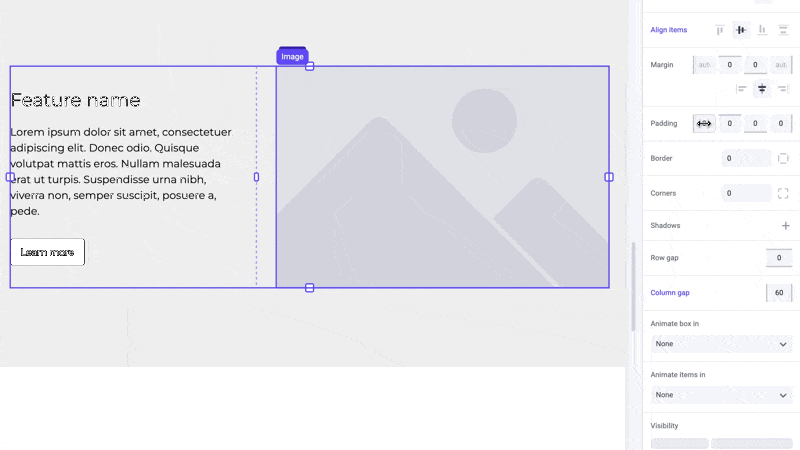 Image
Feature name
Lorem ipsum dolor sit amet, consectetuer
adipiscing elit. Donec odio. Quisque
volutpat mattis eros. Nullam malesuada
erat ut turpis. Suspendisse urna nibh,
viverra non, semper suscipit, posuere a,
pede.
Learn more
Align items
Margin
aut 0 0 aut
Padding
0 0 0
Border
0
Corners
0
Shadows
Row gap
0
Column gap
60
Animate box in
None
Animate items in
None
Visibility